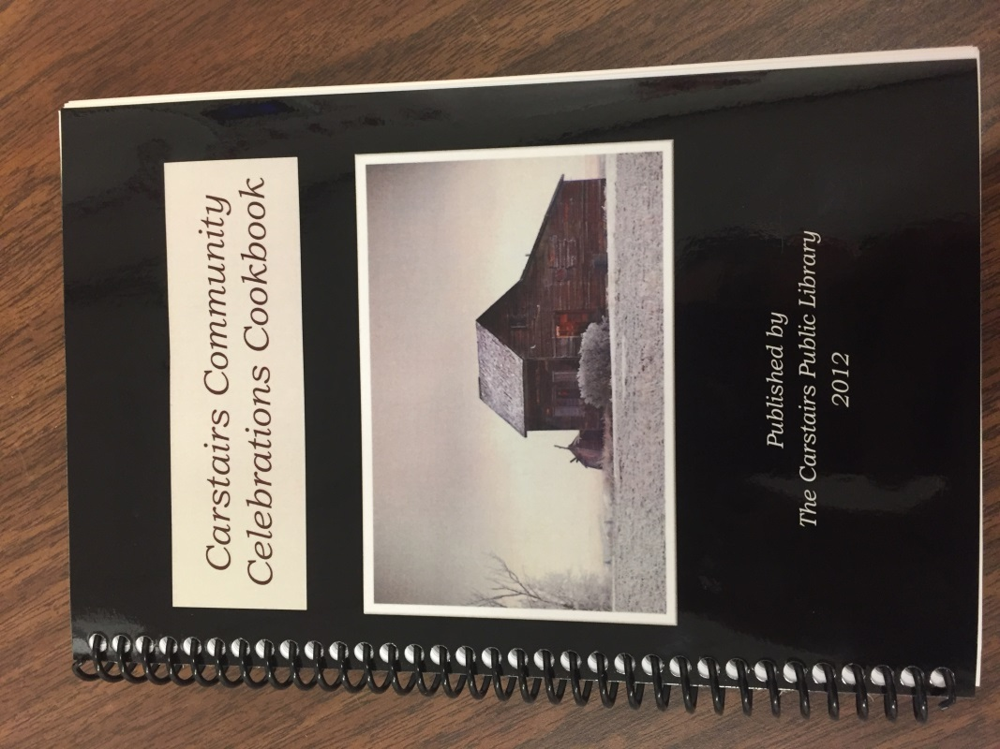 Carstairs Community
Celebrations Cookbook
Published by
The Carstairs Public Library
2012